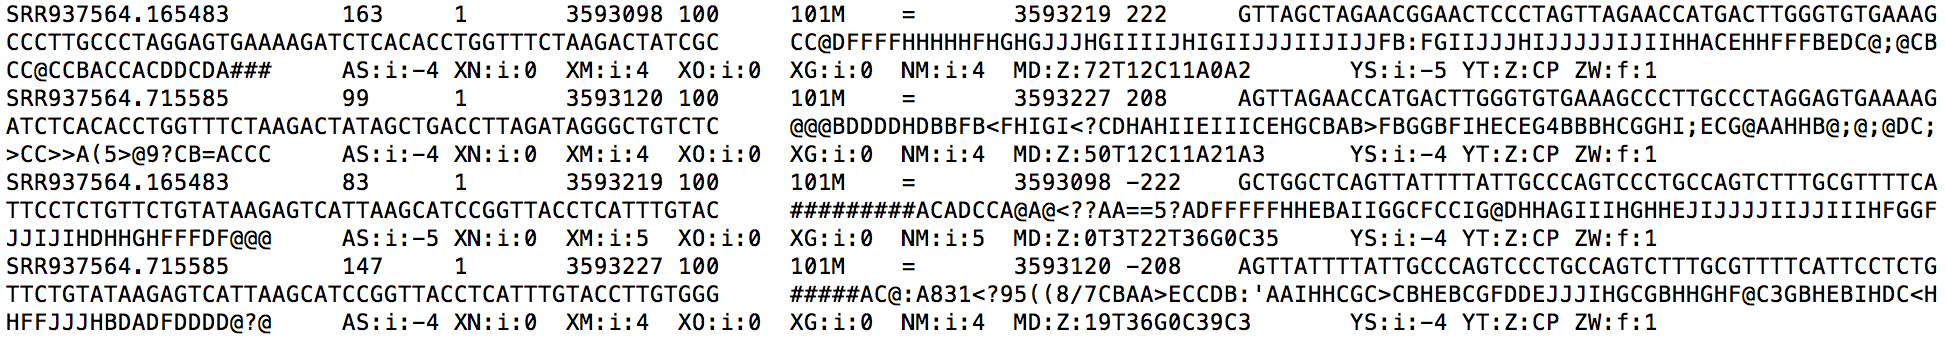 SRR937564.165483 163 1 3593098 100 101M = 3593219 222 GTTAGCTAGAACGGAACTCCCTAGTTAGAACCATGACTTGGGTGTGAAAG
CCCTTGCCCTAGGAGTGAAAAGATCTCACACCTGGTTTCTAAGACTATCGC CC@DFFFFHHHHHFHGHGJJJHGIIIIJHIGIIJJJIIJIJJFB:FGIIJJJHIJJJJJIJIIHHACEHHFFFBEDC@;@CB
CC@CCBACCACDDCDA### AS:i:-4 XN:i:0 XM:i:4 XO:i:0 XG:i:0 NM:i:4 MD:Z:72T12C11A0A2 YS:i:-5 YT:Z:CP ZW:f:1
SRR937564.715585 99 1 3593120 100 101M = 3593227 208 AGTTAGAACCATGACTTGGGTGTGAAAGCCCTTGCCCTAGGAGTGAAAAG
ATCTCACACCTGGTTTCTAAGACTATAGCTGACCTTAGATAGGGCTGTCTC @@@BDDDDHDBBFB<FHIGI<?CDHAHIIEIIICEHGCBAB>FBGGBFIHECEG4BBBHCGGHI;ECG@AAHHB@;@;@DC;
>CC>>A(5>@9?CB=ACCC AS:i:-4 XN:i:0 XM:i:4 XO:i:0 XG:i:0 NM:i:4 MD:Z:50T12C11A21A3 YS:i:-4 YT:Z:CP ZW:f:1
SRR937564.165483 83 1 3593219 100 101M = 3593098 -222 GCTGGCTCAGTTATTTTATTGCCCAGTCCCTGCCAGTCTTTGCGTTTTCA
TTCCTCTGTTCTGTATAAGAGTCATTAAGCATCCGGTTACCTCATTTGTAC #########ACADCCA@A@<??AA==5?ADFFFFFHHEBAIIGGCFCCIG@DHHAGIIIHGHHEJIJJJJIIJJIIIHFGGF
JJIJIHDHHGHFFFDF@@@ AS:i:-5 XN:i:0 XM:i:5 XO:i:0 XG:i:0 NM:i:5 MD:Z:0T3T22T36G0C35 YS:i:-4 YT:Z:CP ZW:f:1
SRR937564.715585 147 1 3593227 100 101M = 3593120 -208 AGTTATTTTATTGCCCAGTCCCTGCCAGTCTTTGCGTTTTCATTCCTCTG
TTCTGTATAAGAGTCATTAAGCATCCGGTTACCTCATTTGTACCTTGTGGG #####AC@:A831<?95((8/7CBAA>ECCDB:'AAIHHCGC>CBHEBCGFDDEJJJIHGCGBHHGHF@C3GBHEBIHDC<H
HFFJJJHBDADFDDDD@?@ AS:i:-4 XN:i:0 XM:i:4 XO:i:0 XG:i:0 NM:i:4 MD:Z:19T36G0C39C3 YS:i:-4 YT:Z:CP ZW:f:1